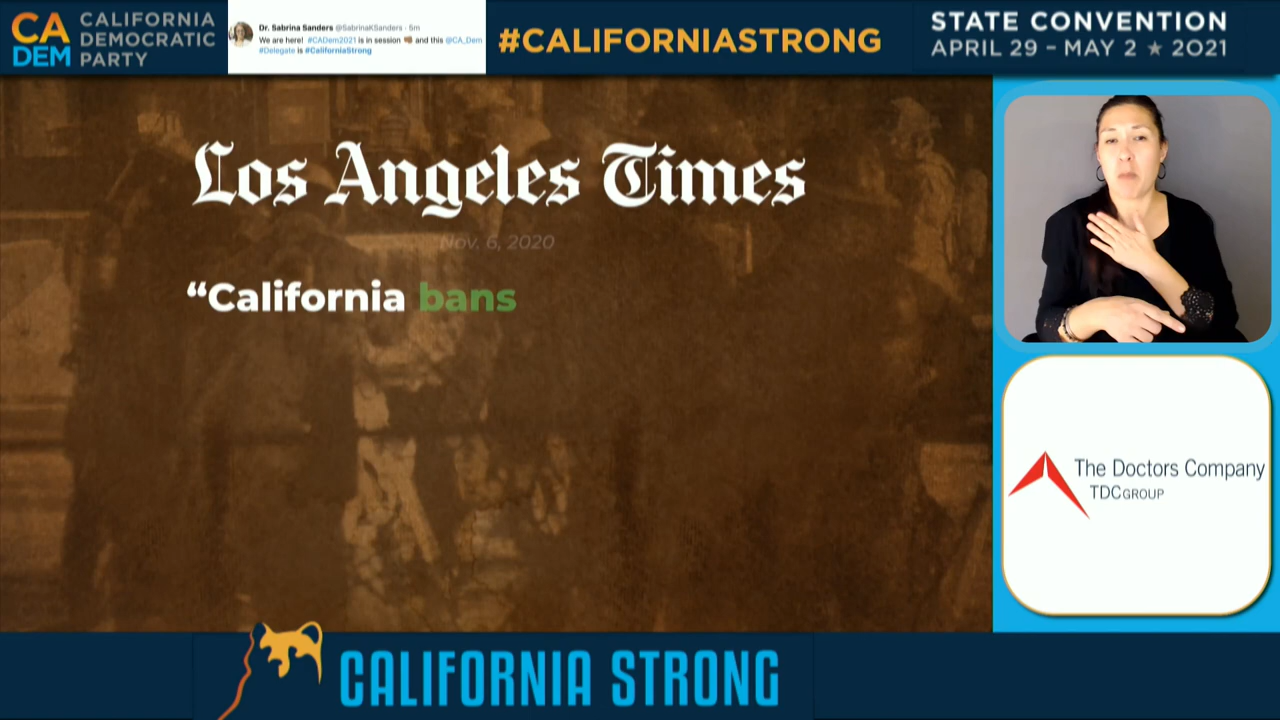 CA
DEM
CALIFORNIA
DEMOCRATIC
PARTY
Dr. Sabrina Sanders @SabrinaKSanders · 5m
We are here! #CADem2021 is in session and this @CA_Dem
#Delegate is #CaliforniaStrong
#CALIFORNIASTRONG
STATE CONVENTION
APRIL 29 – MAY 2 ★ 2021
Los Angeles Times
Nov. 6, 2020
“California bans
The Doctors Company
TDCGROUP
CALIFORNIA STRONG